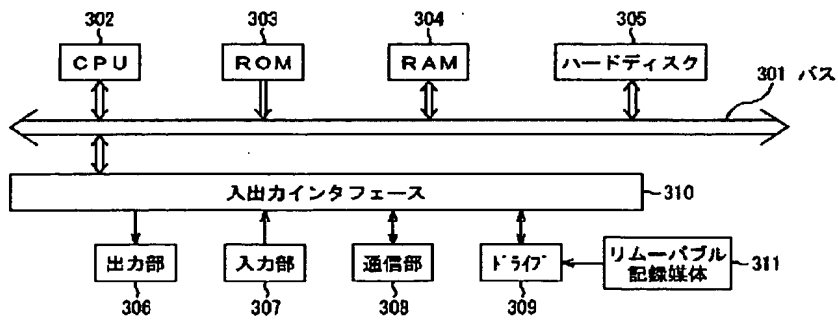 302
303
304
305
CPU
ROM
RAM
ハードディスク
301 バス
入出力インタフェース
310
出力部
入力部
通信部
ドライブ
リムーバブル
記録媒体
311
306
307
308
309